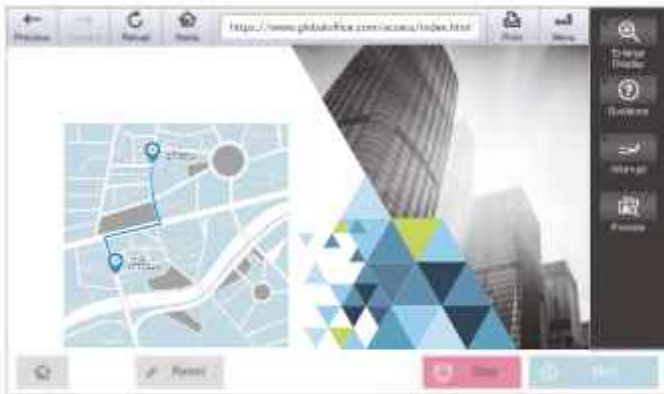 Previous
Reload
Home
https://www.globaloffice.com/access/index.html
Print
Menu
Enlarge
Display
Guidance
Interrupt
Preview
Reset
Stop
Start